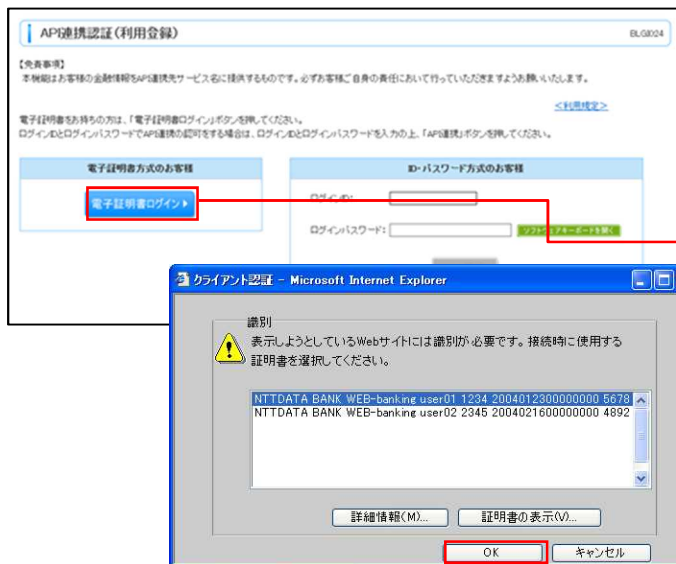 API連携認証(利用登録)
BLGI024
【免責事項】
本機能はお客様の金融情報をAPI連携先サービス名に提供するものです。必ずお客様ご自身の責任において行っていただきますようお願いいたします。
<利用規定>
電子証明書をお持ちの方は、「電子証明書ログイン」ボタンを押してください。
ログインIDとログインパスワードでAPI連携の認可をする場合は、ログインIDとログインパスワードを入力の上、「API連携」ボタンを押してください。
電子証明書方式のお客様
ID・パスワード方式のお客様
電子証明書ログイン
ログインID:
ログインパスワード:
ソフトウェアキーボードを開く
クライアント認証 - Microsoft Internet Explorer
識別
表示しようとしているWebサイトには識別が必要です。接続時に使用する
証明書を選択してください。
NTTDATA BANK WEB-banking user01 1234 2004012300000000 5678
NTTDATA BANK WEB-banking user02 2345 2004021600000000 4892
詳細情報(M)...
証明書の表示(V)...
OK
キャンセル